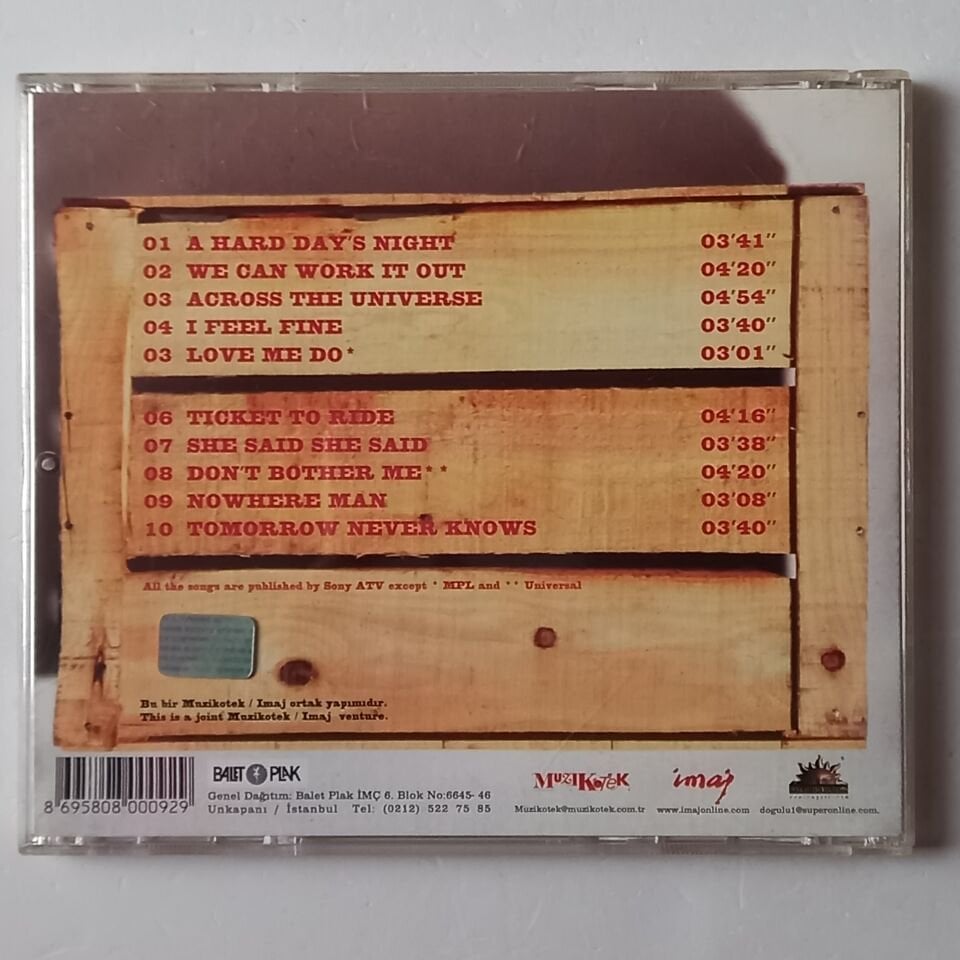 01 A HARD DAY'S NIGHT 03'41"
02 WE CAN WORK IT OUT 04'20"
03 ACROSS THE UNIVERSE 04'54"
04 I FEEL FINE 03'40"
03 LOVE ME DO* 03'01"
06 TICKET TO RIDE 04'16"
07 SHE SAID SHE SAID 03'38"
08 DON'T BOTHER ME** 04'20"
09 NOWHERE MAN 03'08"
10 TOMORROW NEVER KNOWS 03'40"
All the songs are published by Sony ATV except * MPL and ** Universal
Bu bir Muzikotek / Imaj ortak yapımıdır.
This is a joint Muzikotek / Imaj venture.
8 695808 000929
BALET PLAK
Genel Dağıtım: Balet Plak İMÇ 6. Blok No:6645-46
Unkapanı / İstanbul Tel: (0212) 522 75 85
MUZIKOTEK
Muzikotek@muzikotek.com.tr
imaj
www.imajonline.com
dogulu1@superonline.com.